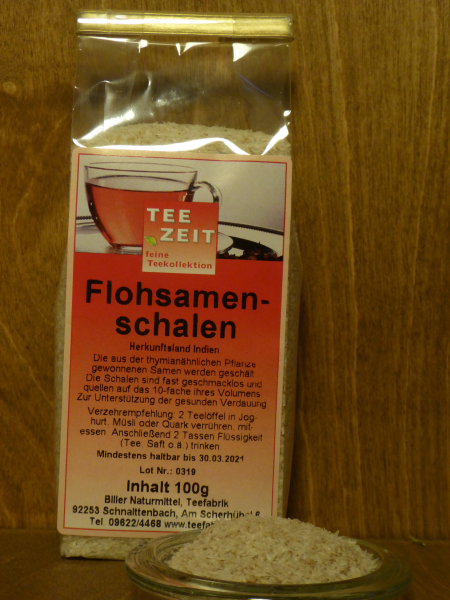 TEE
ZEIT
feine
Teekollektion
Flohsamen-
schalen
Herkunftsland Indien
Die aus der thymianähnlichen Pflanze
gewonnenen Samen werden geschält
Die Schalen sind fast geschmacklos und
quellen auf das 10-fache ihres Volumens
Zur Unterstützung der gesunden Verdauung
Verzehrempfehlung: 2 Teelöffel in Jog-
hurt, Müsli oder Quark verrühren, mit-
essen. Anschließend 2 Tassen Flüssigkeit
(Tee, Saft o.ä.) trinken
Mindestens haltbar bis 30.03.2021
Lot Nr.: 0319
Inhalt 100g
Biller Naturmittel, Teefabrik
92253 Schnaittenbach, Am Scherhübel 6
Tel. 09622/4468 www.teefab